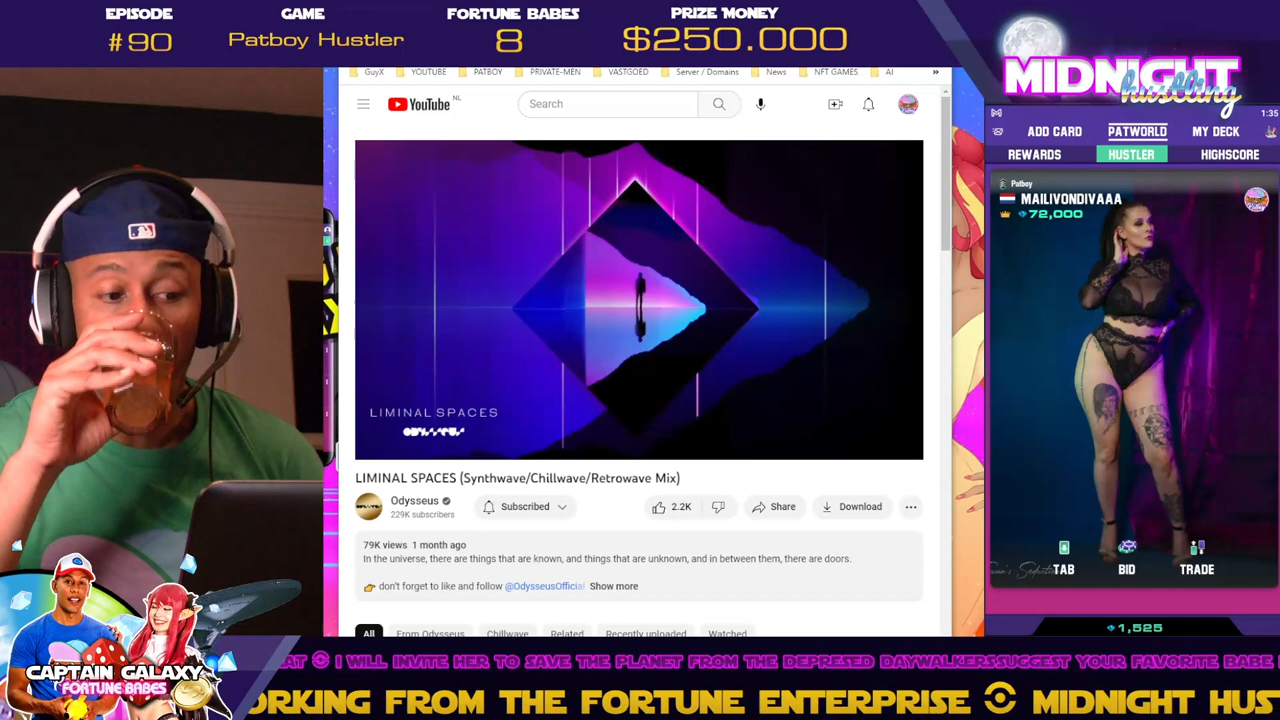 EPISODE
#90
GAME
Patboy Hustler
FORTUNE BABES
8
PRIZE MONEY
$250.000
MIDNIGHT
hustling
GuyX YOUTUBE PATBOY PRIVATE-MEN VASTGOED Server / Domains News NFT GAMES AI »
YouTube NL
Search
1:35
ADD CARD PATWORLD MY DECK
REWARDS HUSTLER HIGHSCORE
Patboy
MAILIVONDIVAAA
72,000
LIMINAL SPACES
LIMINAL SPACES (Synthwave/Chillwave/Retrowave Mix)
Odysseus
229K subscribers
Subscribed
2.2K
Share
Download
79K views 1 month ago
In the universe, there are things that are known, and things that are unknown, and in between them, there are doors.
don't forget to like and follow @OdysseusOfficial Show more
All From Odysseus Chillwave Related Recently uploaded Watched
TAB BID TRADE
1,525
CAPTAIN GALAXY
FORTUNE BABES
AT I WILL INVITE HER TO SAVE THE PLANET FROM THE DEPRESED DAYWALKERSSUGGEST YOUR FAVORITE BABE
ORKING FROM THE FORTUNE ENTERPRISE MIDNIGHT HUS